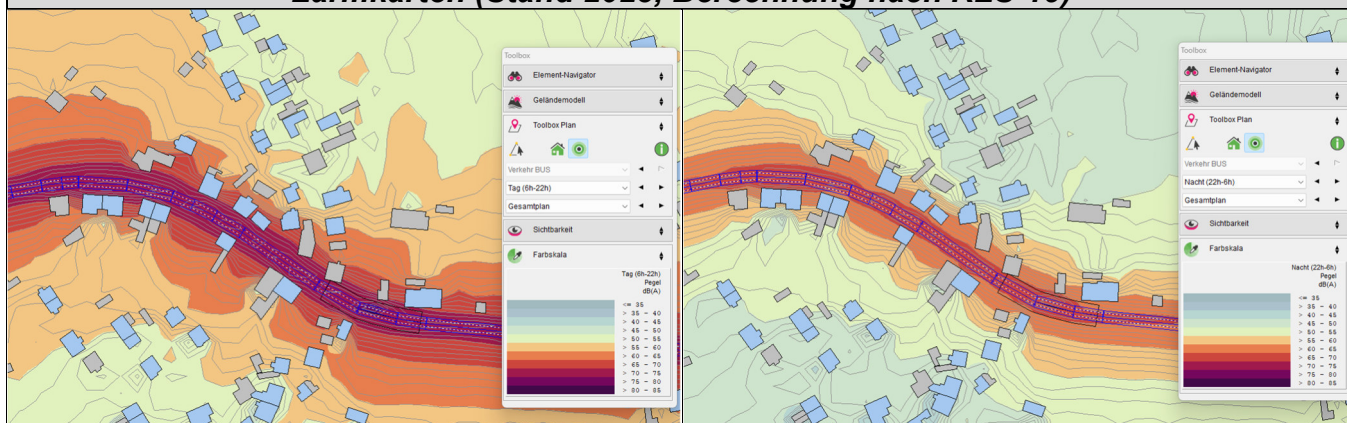 Toolbox
Element-Navigator
Geländemodell
Toolbox Plan
Verkehr BUS
Tag (6h-22h)
Gesamtplan
Sichtbarkeit
Farbskala
Tag (6h-22h)
Pegel
dB(A)
<= 35
> 35 - 40
> 40 - 45
> 45 - 50
> 50 - 55
> 55 - 60
> 60 - 65
> 65 - 70
> 70 - 75
> 75 - 80
> 80 - 85
Toolbox
Element-Navigator
Geländemodell
Toolbox Plan
Verkehr BUS
Nacht (22h-6h)
Gesamtplan
Sichtbarkeit
Farbskala
Nacht (22h-6h)
Pegel
dB(A)
<= 35
> 35 - 40
> 40 - 45
> 45 - 50
> 50 - 55
> 55 - 60
> 60 - 65
> 65 - 70
> 70 - 75
> 75 - 80
> 80 - 85